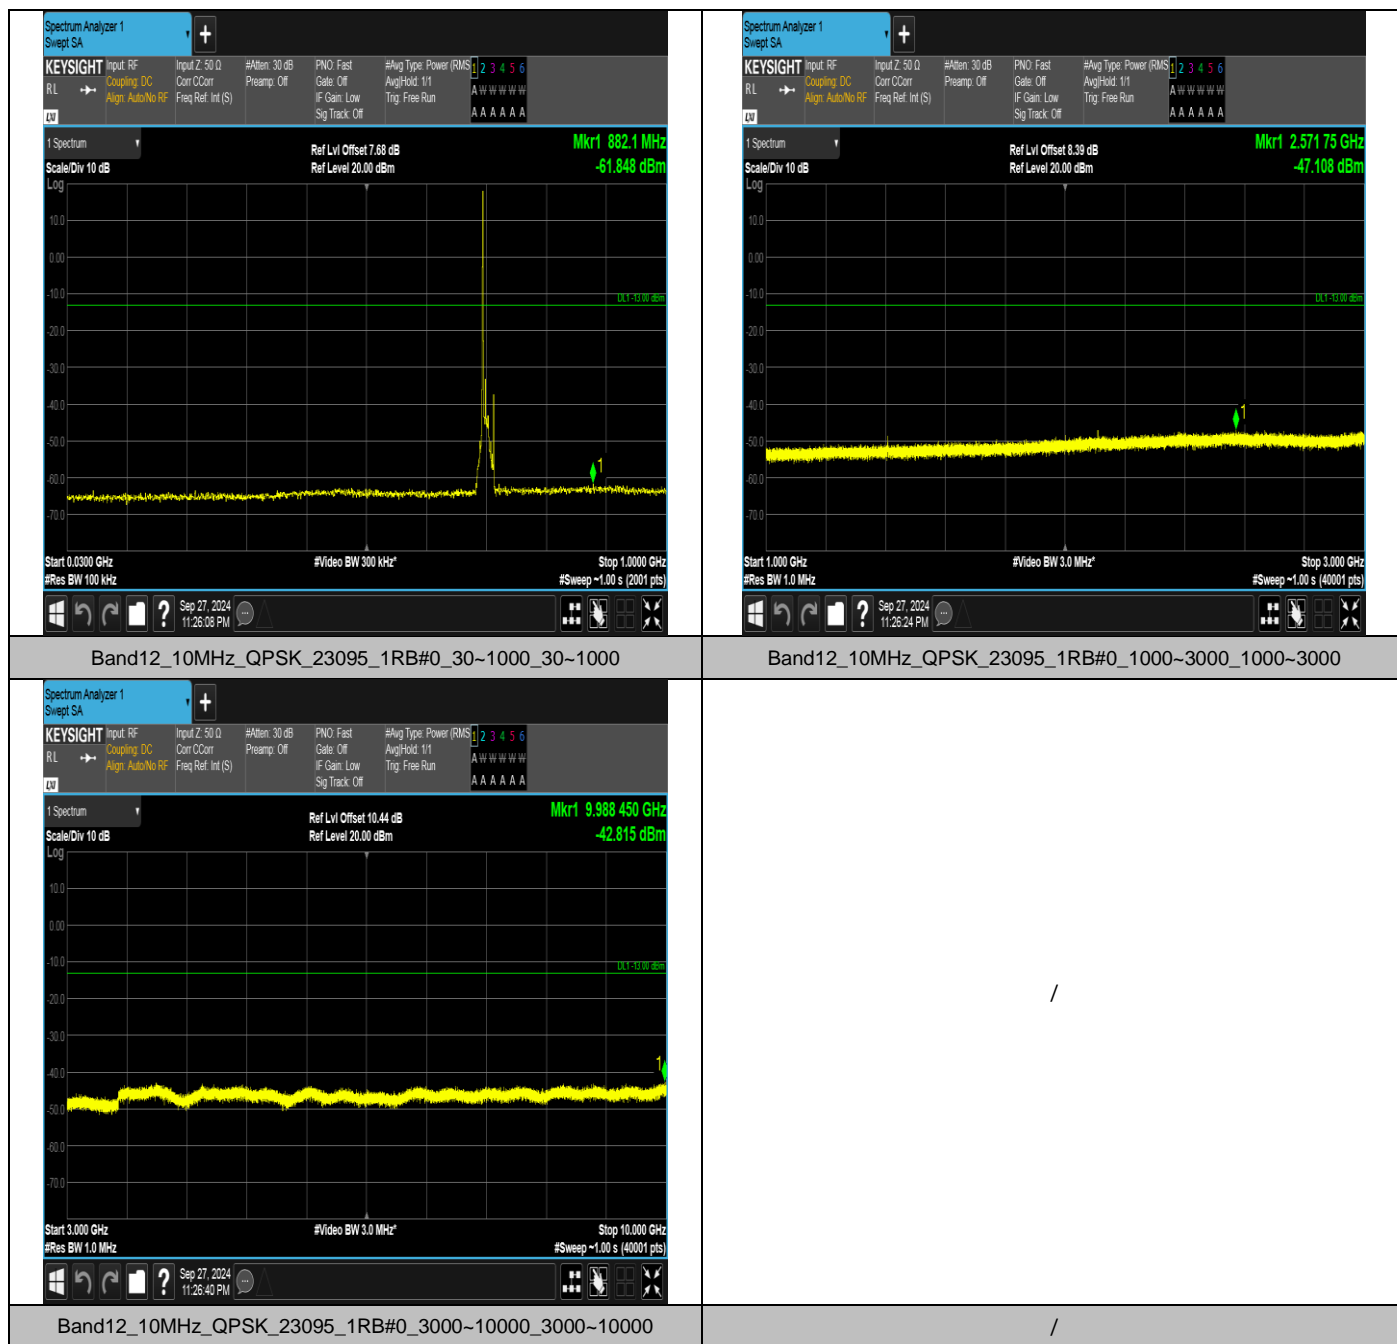 Spectrum Analyzer 1
Swept SA
+
KEYSIGHT
RL
LXI
Input: RF
Coupling: DC
Align: Auto/No RF
Input Z: 50 Ω
Corr CCorr
Freq Ref: Int (S)
#Atten: 30 dB
Preamp: Off
PNO: Fast
Gate: Off
IF Gain: Low
Sig Track: Off
#Avg Type: Power (RMS
Avg|Hold: 1/1
Trig: Free Run
1 2 3 4 5 6
A W W W W W
A A A A A A
1 Spectrum
Scale/Div 10 dB
Ref Lvl Offset 7.68 dB
Ref Level 20.00 dBm
Mkr1 882.1 MHz
-61.848 dBm
Log
10.0
0.00
-10.0
DL1 -13.00 dBm
-20.0
-30.0
-40.0
-50.0
1
-60.0
-70.0
Start 0.0300 GHz
#Res BW 100 kHz
#Video BW 300 kHz*
Stop 1.0000 GHz
#Sweep ~1.00 s (2001 pts)
?
Sep 27, 2024
11:26:08 PM
Band12_10MHz_QPSK_23095_1RB#0_30~1000_30~1000
Spectrum Analyzer 1
Swept SA
+
KEYSIGHT
RL
LXI
Input: RF
Coupling: DC
Align: Auto/No RF
Input Z: 50 Ω
Corr CCorr
Freq Ref: Int (S)
#Atten: 30 dB
Preamp: Off
PNO: Fast
Gate: Off
IF Gain: Low
Sig Track: Off
#Avg Type: Power (RMS
Avg|Hold: 1/1
Trig: Free Run
1 2 3 4 5 6
A W W W W W
A A A A A A
1 Spectrum
Scale/Div 10 dB
Ref Lvl Offset 8.39 dB
Ref Level 20.00 dBm
Mkr1 2.571 75 GHz
-47.108 dBm
Log
10.0
0.00
-10.0
DL1 -13.00 dBm
-20.0
-30.0
-40.0
1
-50.0
-60.0
-70.0
Start 1.000 GHz
#Res BW 1.0 MHz
#Video BW 3.0 MHz*
Stop 3.000 GHz
#Sweep ~1.00 s (40001 pts)
?
Sep 27, 2024
11:26:24 PM
Band12_10MHz_QPSK_23095_1RB#0_1000~3000_1000~3000
Spectrum Analyzer 1
Swept SA
+
KEYSIGHT
RL
LXI
Input: RF
Coupling: DC
Align: Auto/No RF
Input Z: 50 Ω
Corr CCorr
Freq Ref: Int (S)
#Atten: 30 dB
Preamp: Off
PNO: Fast
Gate: Off
IF Gain: Low
Sig Track: Off
#Avg Type: Power (RMS
Avg|Hold: 1/1
Trig: Free Run
1 2 3 4 5 6
A W W W W W
A A A A A A
1 Spectrum
Scale/Div 10 dB
Ref Lvl Offset 10.44 dB
Ref Level 20.00 dBm
Mkr1 9.988 450 GHz
-42.815 dBm
Log
10.0
0.00
-10.0
DL1 -13.00 dBm
-20.0
-30.0
1
-40.0
-50.0
-60.0
-70.0
Start 3.000 GHz
#Res BW 1.0 MHz
#Video BW 3.0 MHz*
Stop 10.000 GHz
#Sweep ~1.00 s (40001 pts)
?
Sep 27, 2024
11:26:40 PM
/
Band12_10MHz_QPSK_23095_1RB#0_3000~10000_3000~10000
/